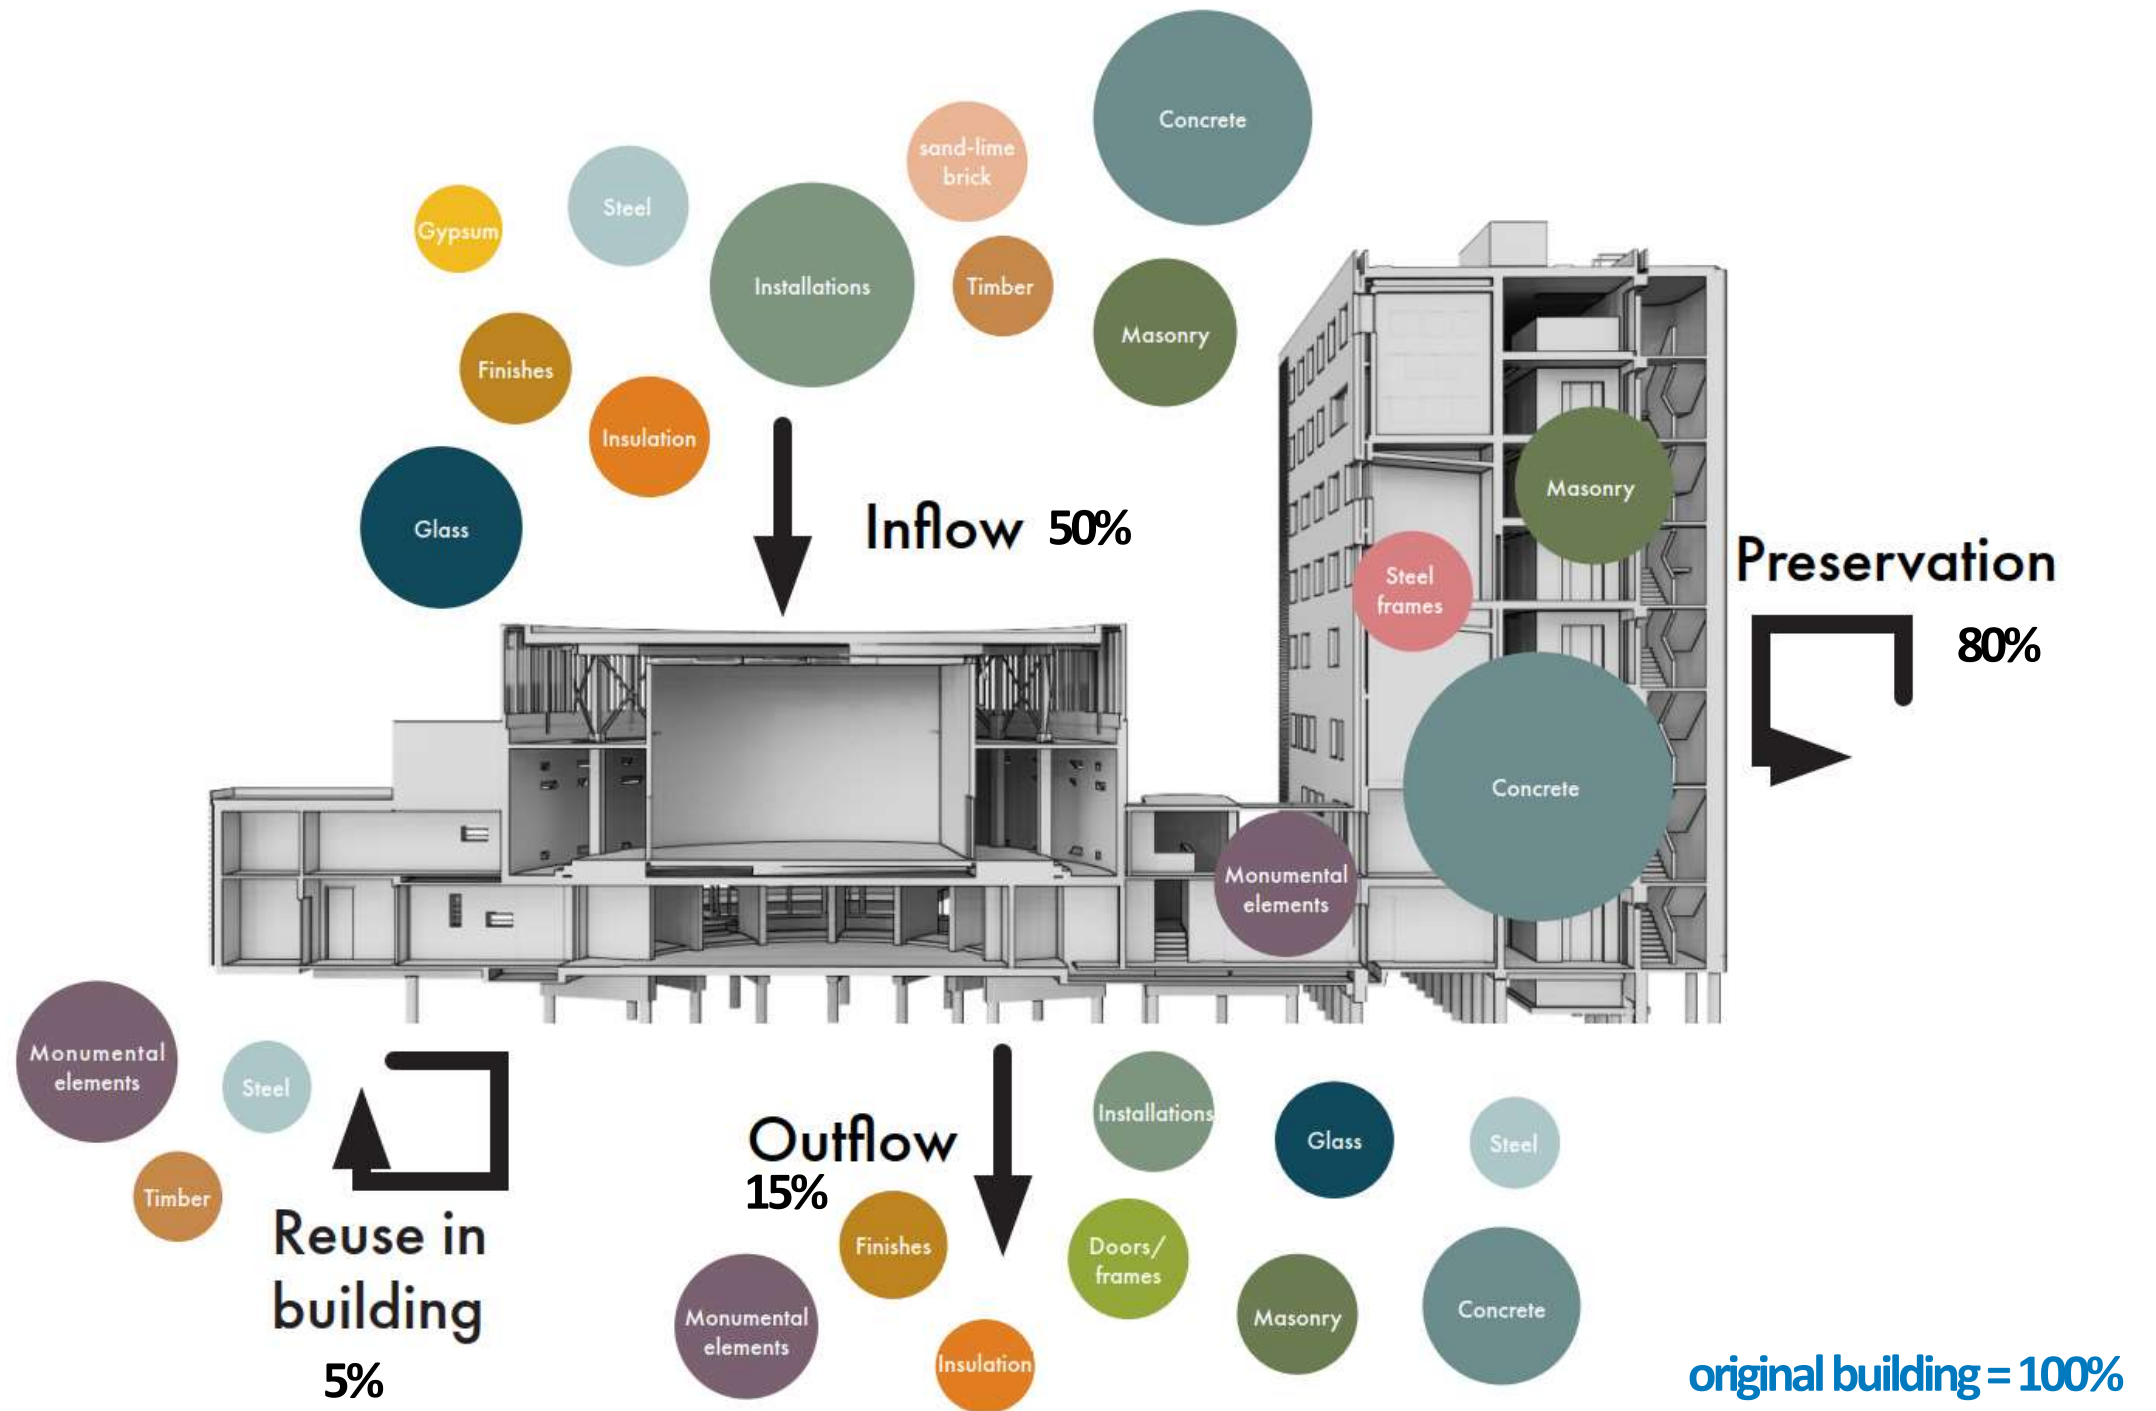 Concrete
sand-lime
brick
Steel
Gypsum
Installations
Timber
Masonry
Finishes
Insulation
Glass
Inflow 50%
Masonry
Steel
frames
Preservation
80%
Concrete
Monumental
elements
Monumental
elements
Steel
Timber
Reuse in
building
5%
Outflow
15%
Installations
Glass
Steel
Finishes
Doors/
frames
Monumental
elements
Insulation
Masonry
Concrete
original building = 100%